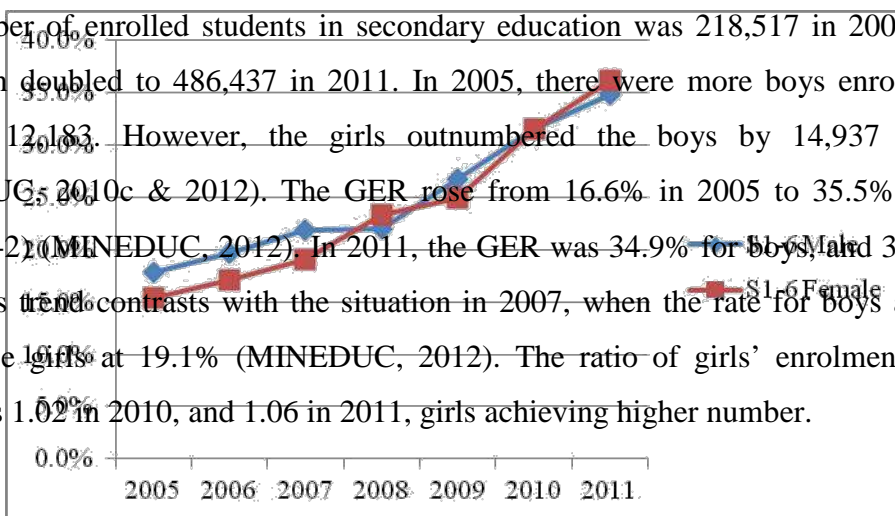 ber of enrolled students in secondary education was 218,517 in 200
40.0%
n doubled to 486,437 in 2011. In 2005, there were more boys enro
35.0%
12,183. However, the girls outnumbered the boys by 14,937
30.0%
UC, 2010c & 2012). The GER rose from 16.6% in 2005 to 35.5%
25.0%
-2) (MINEDUC, 2012). In 2011, the GER was 34.9% for boys, and 3
20.0%
S1-6 Male
s trend contrasts with the situation in 2007, when the rate for boys
15.0%
S1-6 Female
e girls at 19.1% (MINEDUC, 2012). The ratio of girls’ enrolmen
10.0%
s 1.02 in 2010, and 1.06 in 2011, girls achieving higher number.
5.0%
0.0%
2005 2006 2007 2008 2009 2010 2011